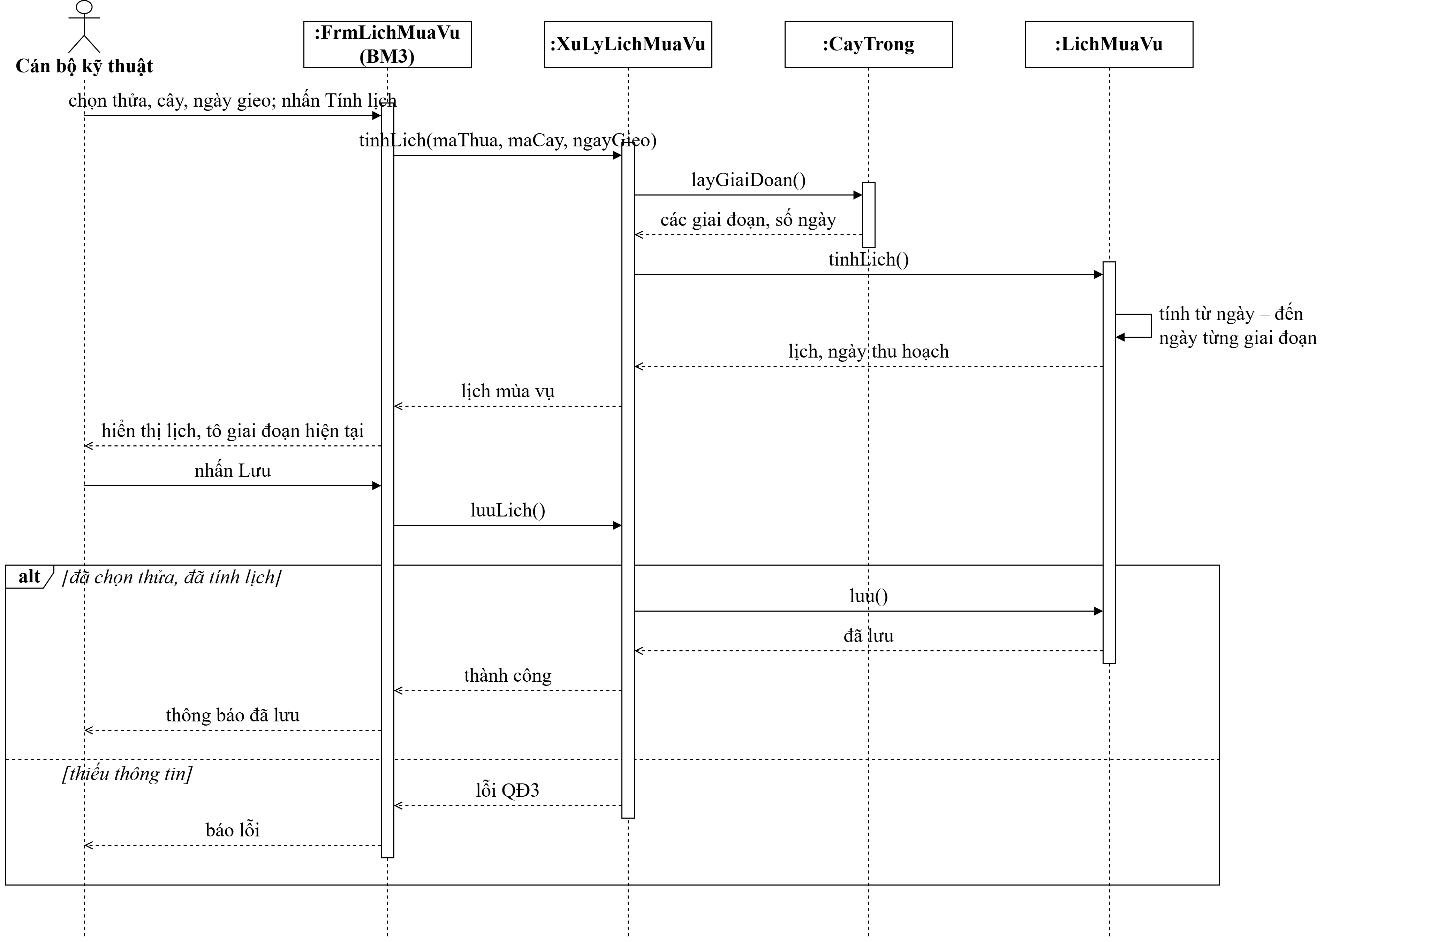 :FrmLichMuaVu
(BM3)
:XuLyLichMuaVu
:CayTrong
:LichMuaVu
Cán bộ kỹ thuật
chọn thửa, cây, ngày gieo; nhấn Tính lịch
tinhLich(maThua, maCay, ngayGieo)
layGiaiDoan()
các giai đoạn, số ngày
tinhLich()
tính từ ngày – đến
ngày từng giai đoạn
lịch, ngày thu hoạch
lịch mùa vụ
hiển thị lịch, tô giai đoạn hiện tại
nhấn Lưu
luuLich()
alt
[đã chọn thửa, đã tính lịch]
luu()
đã lưu
thành công
thông báo đã lưu
[thiếu thông tin]
lỗi QĐ3
báo lỗi